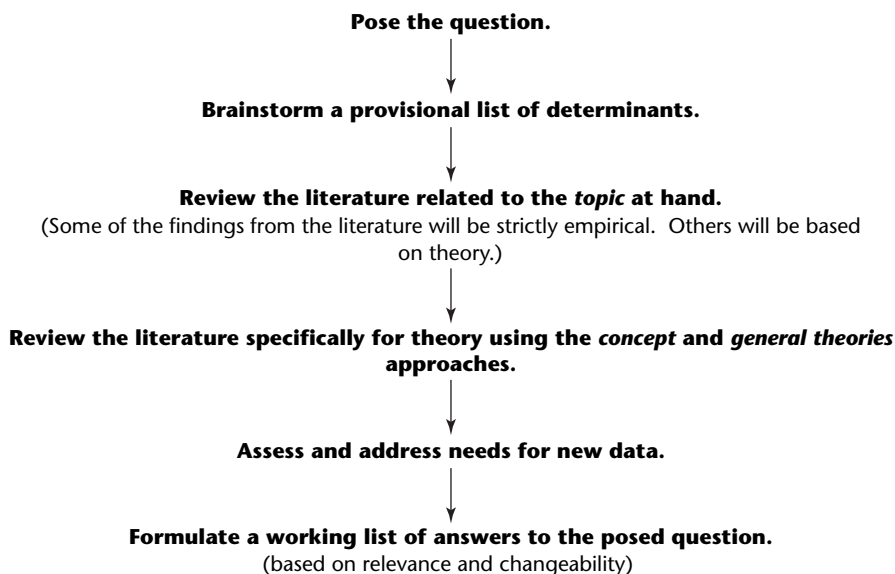 Pose the question.
Brainstorm a provisional list of determinants.
Review the literature related to the topic at hand.
(Some of the findings from the literature will be strictly empirical. Others will be based
on theory.)
Review the literature specifically for theory using the concept and general theories
approaches.
Assess and address needs for new data.
Formulate a working list of answers to the posed question.
(based on relevance and changeability)